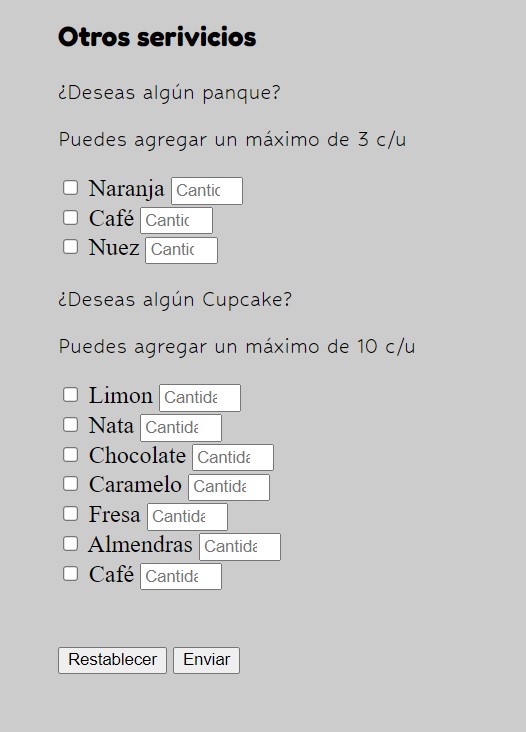 Otros serivicios
¿Deseas algún panque?
Puedes agregar un máximo de 3 c/u
Naranja Cantic
Café Cantic
Nuez Cantic
¿Deseas algún Cupcake?
Puedes agregar un máximo de 10 c/u
Limon Cantida
Nata Cantida
Chocolate Cantida
Caramelo Cantida
Fresa Cantida
Almendras Cantida
Café Cantida
Restablecer Enviar